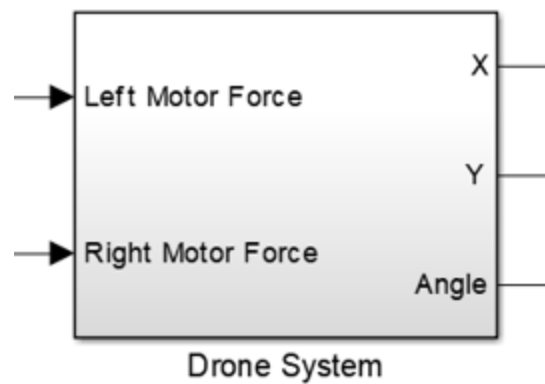 X
Left Motor Force
Y
Right Motor Force
Angle
Drone System